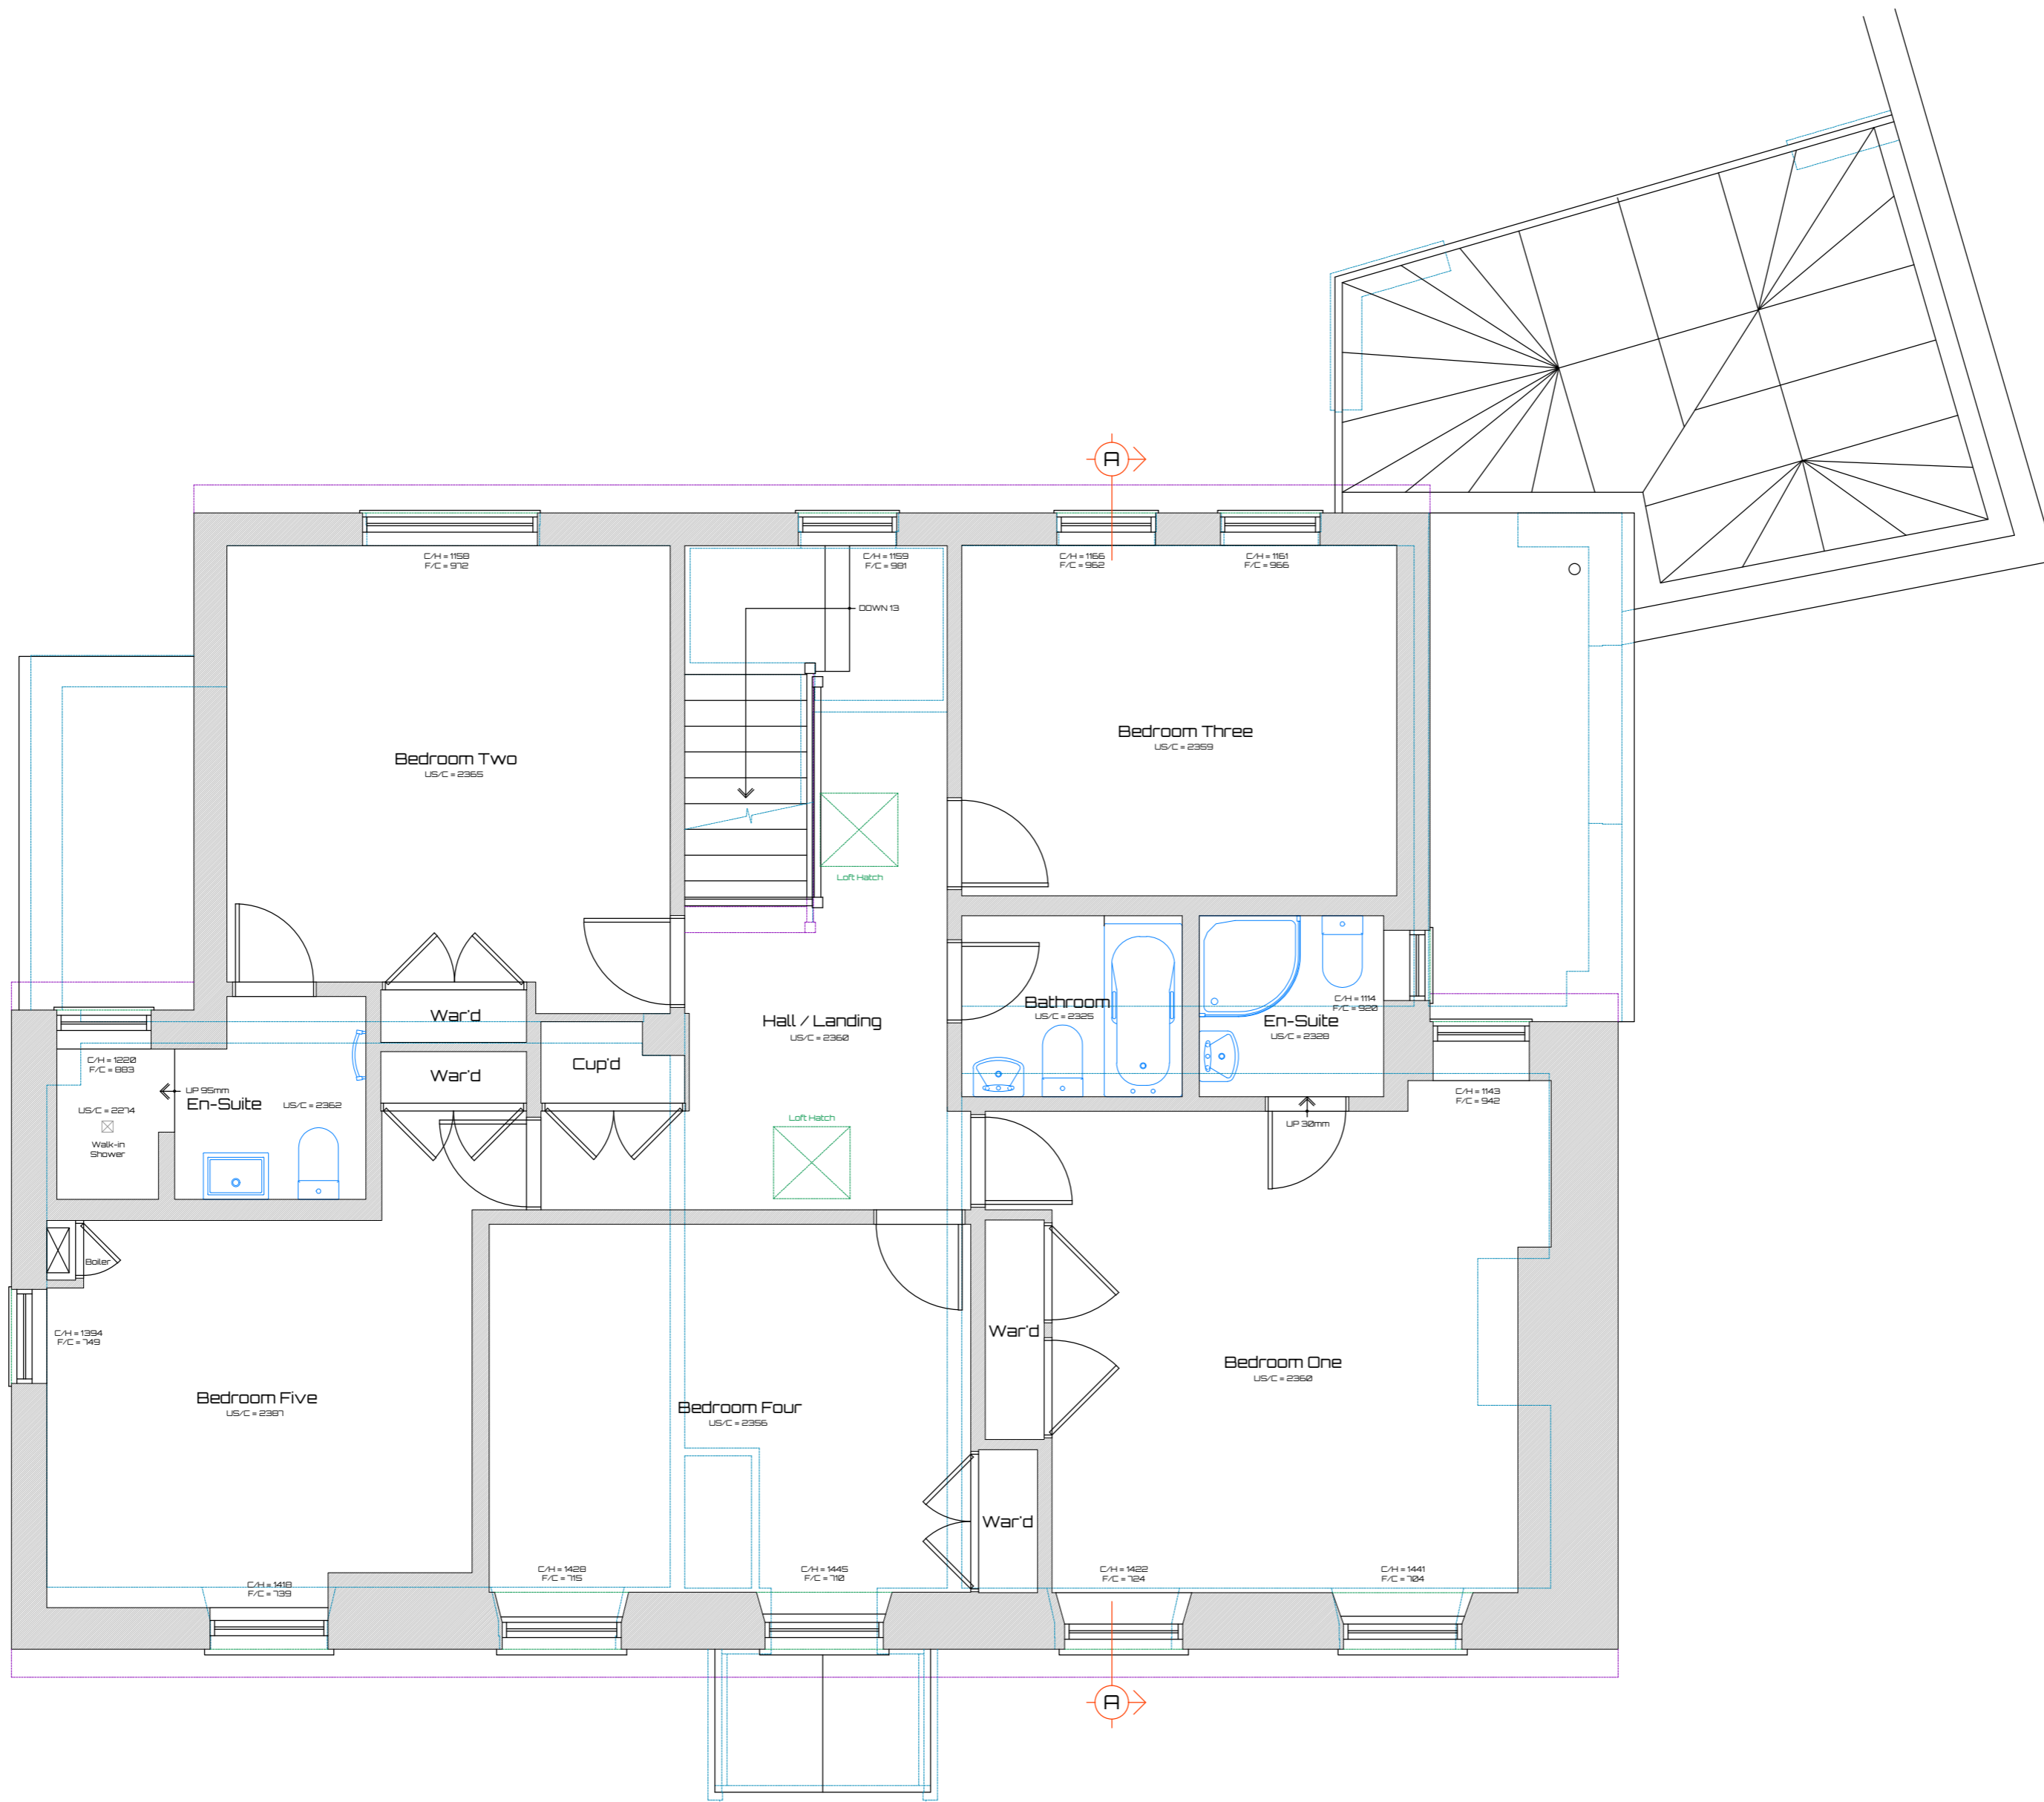 A
C/H = 1158
F/C = 972
C/H = 1159
F/C = 981
C/H = 1166
F/C = 962
C/H = 1161
F/C = 966
DOWN 13
Bedroom Two
US/C = 2365
Bedroom Three
US/C = 2359
Loft Hatch
War'd
Hall / Landing
US/C = 2360
Bathroom
US/C = 2325
C/H = 1114
F/C = 920
En-Suite
US/C = 2328
C/H = 1220
F/C = 883
War'd
Cup'd
UP 95mm
En-Suite
US/C = 2362
US/C = 2274
Walk-in
Shower
C/H = 1143
F/C = 942
Loft Hatch
UP 30mm
Boiler
C/H = 1394
F/C = 749
War'd
Bedroom One
US/C = 2360
Bedroom Five
US/C = 2387
Bedroom Four
US/C = 2356
War'd
C/H = 1418
F/C = 739
C/H = 1428
F/C = 715
C/H = 1445
F/C = 710
C/H = 1422
F/C = 724
C/H = 1441
F/C = 704
A